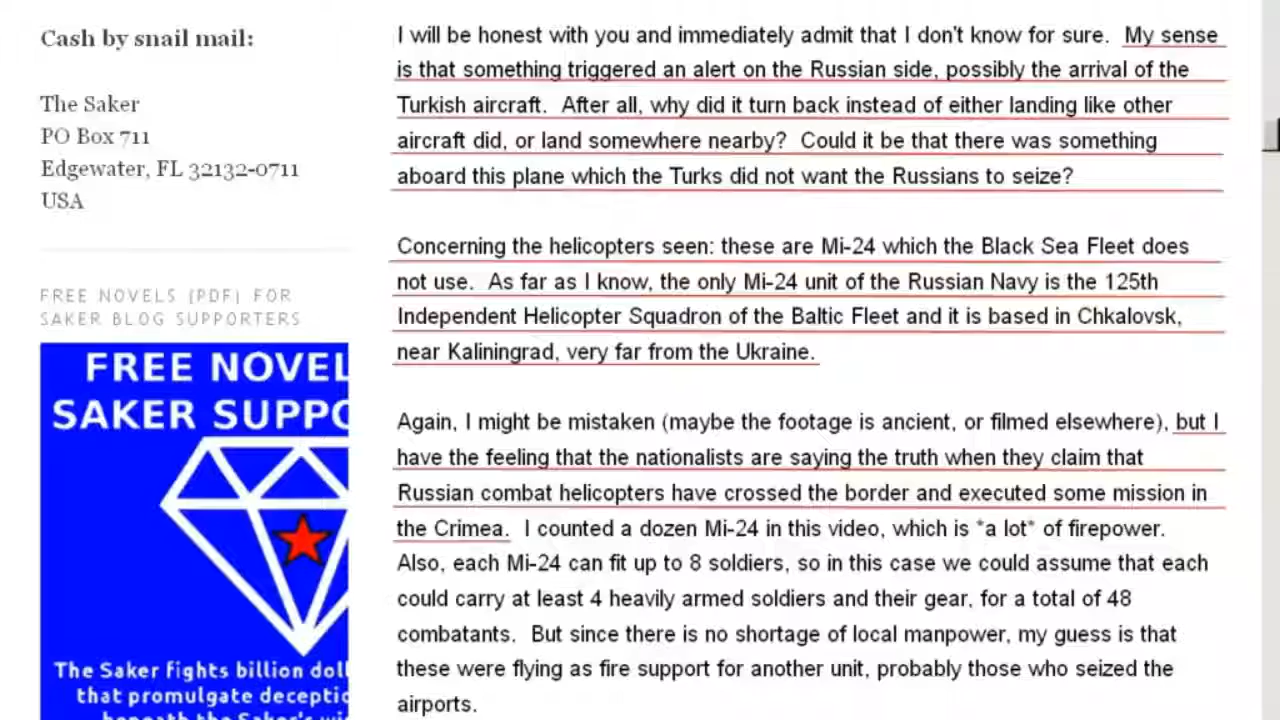 Cash by snail mail:
The Saker
PO Box 711
Edgewater, FL 32132-0711
USA
FREE NOVELS (PDF) FOR
SAKER BLOG SUPPORTERS
FREE NOVEL
SAKER SUPPO
The Saker fights billion doll
that promulgate deceptio
I will be honest with you and immediately admit that I don't know for sure. My sense
is that something triggered an alert on the Russian side, possibly the arrival of the
Turkish aircraft. After all, why did it turn back instead of either landing like other
aircraft did, or land somewhere nearby? Could it be that there was something
aboard this plane which the Turks did not want the Russians to seize?
Concerning the helicopters seen: these are Mi-24 which the Black Sea Fleet does
not use. As far as I know, the only Mi-24 unit of the Russian Navy is the 125th
Independent Helicopter Squadron of the Baltic Fleet and it is based in Chkalovsk,
near Kaliningrad, very far from the Ukraine.
Again, I might be mistaken (maybe the footage is ancient, or filmed elsewhere), but I
have the feeling that the nationalists are saying the truth when they claim that
Russian combat helicopters have crossed the border and executed some mission in
the Crimea. I counted a dozen Mi-24 in this video, which is *a lot* of firepower.
Also, each Mi-24 can fit up to 8 soldiers, so in this case we could assume that each
could carry at least 4 heavily armed soldiers and their gear, for a total of 48
combatants. But since there is no shortage of local manpower, my guess is that
these were flying as fire support for another unit, probably those who seized the
airports.